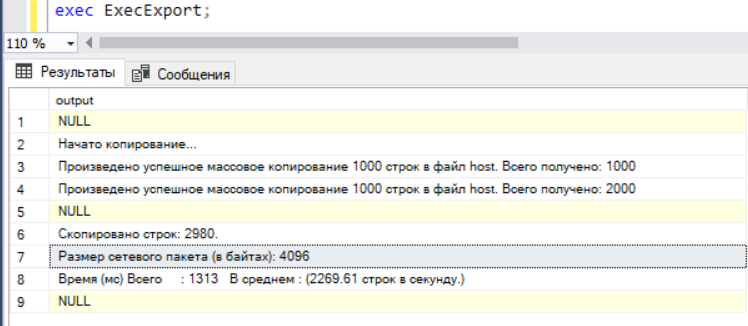 exec ExecExport;
110 %
Результаты Сообщения
output
1 NULL
2 Начато копирование...
3 Произведено успешное массовое копирование 1000 строк в файл host. Всего получено: 1000
4 Произведено успешное массовое копирование 1000 строк в файл host. Всего получено: 2000
5 NULL
6 Скопировано строк: 2980.
7 Размер сетевого пакета (в байтах): 4096
8 Время (мс) Всего : 1313 В среднем : (2269.61 строк в секунду.)
9 NULL